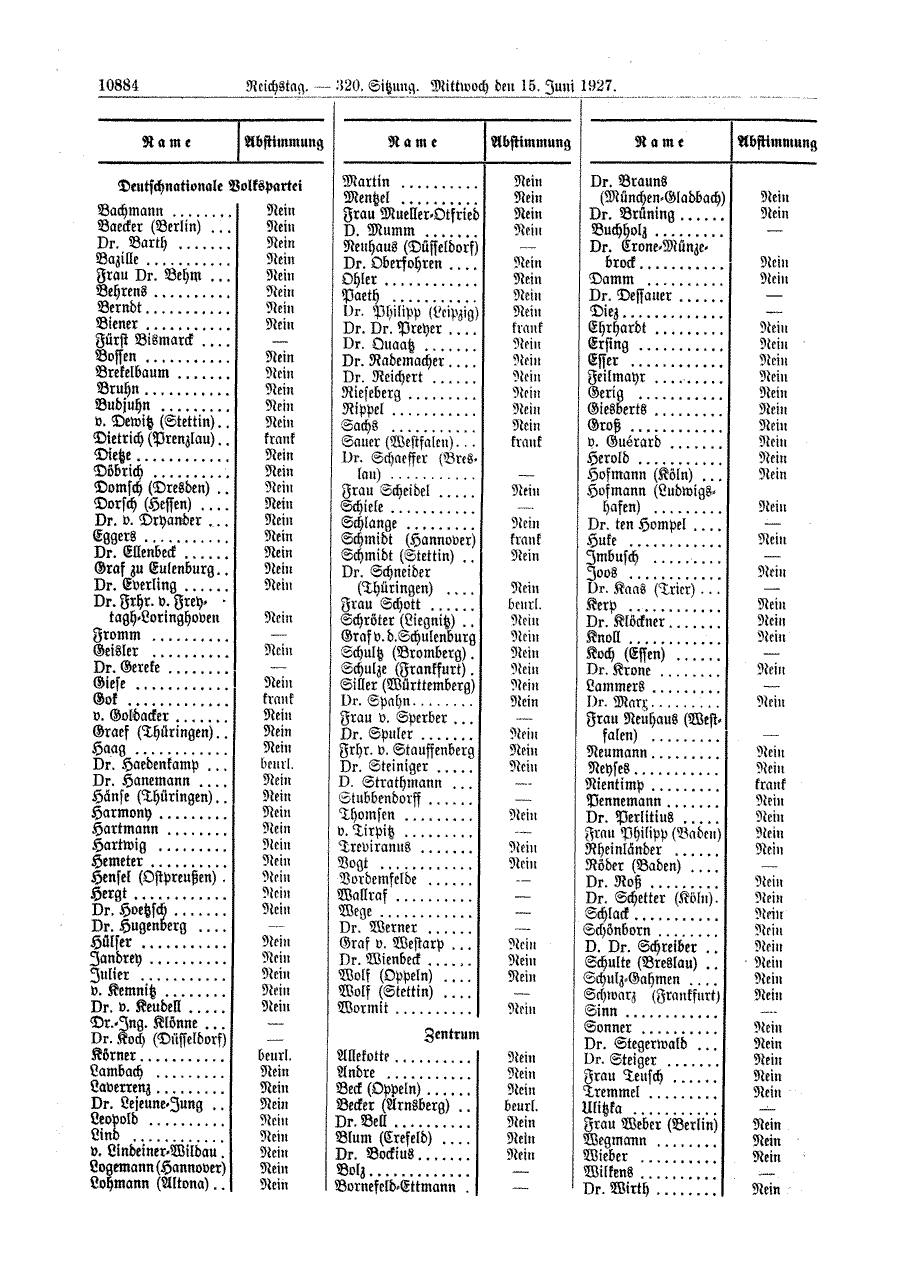 10884 Reichstag. — 320. Sitzung. Mittwoch den 15. Juni 1927.
Name Abstimmung
Deutschnationale Volkspartei
Bachmann ........ Nein
Baecker (Berlin) ... Nein
Dr. Barth ....... Nein
Bazille ........... Nein
Frau Dr. Behm ... Nein
Behrens .......... Nein
Berndt ........... Nein
Biener ........... Nein
Fürst Bismarck .... —
Bossen ........... Nein
Brekelbaum ....... Nein
Bruhn ........... Nein
Budjuhn ......... Nein
v. Dewitz (Stettin) .. Nein
Dietrich (Prenzlau) .. krank
Dietze ............ Nein
Döbrich .......... Nein
Domsch (Dresden) .. Nein
Dorsch (Hessen) .... Nein
Dr. v. Dryander ... Nein
Eggers ........... Nein
Dr. Ellenbeck ...... Nein
Graf zu Eulenburg .. Nein
Dr. Everling ...... Nein
Dr. Frhr. v. Frey-
tagh-Loringhoven Nein
Fromm .......... —
Geisler .......... Nein
Dr. Gereke ........ —
Giese ............ Nein
Gok ............. krank
v. Goldacker ....... Nein
Graef (Thüringen) .. Nein
Haag ............ Nein
Dr. Haedenkamp ... beurl.
Dr. Hanemann .... Nein
Hänse (Thüringen) .. Nein
Harmony ......... Nein
Hartmann ........ Nein
Hartwig ......... Nein
Hemeter .......... Nein
Hensel (Ostpreußen) . Nein
Hergt ............ Nein
Dr. Hoetzsch ....... Nein
Dr. Hugenberg .... —
Hülser ........... Nein
Jandrey .......... Nein
Julier ........... Nein
v. Kemnitz ........ Nein
Dr. v. Keudell ..... Nein
Dr.-Ing. Klönne ... —
Dr. Koch (Düsseldorf) —
Körner ........... beurl.
Lambach ......... Nein
Laverrenz ......... Nein
Dr. Lejeune-Jung .. Nein
Leopold .......... Nein
Lind ............ Nein
v. Lindeiner-Wildau . Nein
Logemann (Hannover) Nein
Lohmann (Altona) .. Nein
Name Abstimmung
Martin .......... Nein
Mentzel .......... Nein
Frau Mueller-Otfried Nein
D. Mumm ....... Nein
Neuhaus (Düsseldorf) —
Dr. Oberfohren .... Nein
Ohler ............ Nein
Paeth ........... Nein
Dr. Philipp (Leipzig) Nein
Dr. Dr. Preyer .... krank
Dr. Quaatz ....... Nein
Dr. Rademacher .... Nein
Dr. Reichert ...... Nein
Rieseberg ......... Nein
Rippel ........... Nein
Sachs ........... Nein
Sauer (Westfalen) ... krank
Dr. Schaeffer (Bres-
lau) ........... —
Frau Scheidel ..... Nein
Schiele ........... —
Schlange ......... Nein
Schmidt (Hannover) krank
Schmidt (Stettin) .. Nein
Dr. Schneider
(Thüringen) .... Nein
Frau Schott ...... beurl.
Schröter (Liegnitz) .. Nein
Graf v. d. Schulenburg Nein
Schultz (Bromberg) . Nein
Schulze (Frankfurt) . Nein
Siller (Württemberg) Nein
Dr. Spahn ........ Nein
Frau v. Sperber ... —
Dr. Spuler ........ Nein
Frhr. v. Stauffenberg Nein
Dr. Steiniger ..... Nein
D. Strathmann ... —
Stubbendorff ...... —
Thomsen ......... Nein
v. Tirpitz ......... —
Treviranus ....... Nein
Vogt ............ Nein
Vordemfelde ...... —
Wallraf .......... —
Wege ............ —
Dr. Werner ...... —
Graf v. Westarp ... Nein
Dr. Wienbeck ...... Nein
Wolf (Oppeln) .... Nein
Wolf (Stettin) .... —
Wormit .......... Nein
Zentrum
Allekotte .......... Nein
Andre ........... Nein
Beck (Oppeln) ...... Nein
Becker (Arnsberg) .. beurl.
Dr. Bell .......... Nein
Blum (Crefeld) .... Nein
Dr. Bockius ....... Nein
Bolz ............. —
Bornefeld-Ettmann . —
Name Abstimmung
Dr. Brauns
(München-Gladbach) Nein
Dr. Brüning ...... Nein
Buchholz ......... —
Dr. Crone-Münze-
brock ........... Nein
Damm .......... Nein
Dr. Dessauer ...... —
Diez ............. —
Ehrhardt ......... Nein
Ersing ........... Nein
Esser ............ Nein
Feilmayr ......... Nein
Gerig ........... Nein
Giesberts ......... Nein
Groß ............ Nein
v. Guérard ....... Nein
Herold .......... Nein
Hofmann (Köln) ... Nein
Hofmann (Ludwigs-
hafen) ......... Nein
Dr. ten Hompel .... —
Huke ............ Nein
Imbusch ......... —
Joos ............ Nein
Dr. Kaas (Trier) ... —
Kerp ............ Nein
Dr. Klöckner ....... Nein
Knoll ............ Nein
Koch (Essen) ...... —
Dr. Krone ........ Nein
Lammers ......... —
Dr. Marx ......... Nein
Frau Neuhaus (West-
falen) ......... —
Neumann ......... Nein
Neyses ........... Nein
Nientimp ......... krank
Pennemann ....... Nein
Dr. Perlitius ..... Nein
Frau Philipp (Baden) Nein
Rheinländer ...... Nein
Röder (Baden) .... —
Dr. Roß ......... Nein
Dr. Schetter (Köln) . Nein
Schlack ........... Nein
Schönborn ........ Nein
D. Dr. Schreiber .. Nein
Schulte (Breslau) .. Nein
Schulz-Gahmen .... Nein
Schwarz (Frankfurt) Nein
Sinn ............ —
Sonner .......... Nein
Dr. Stegerwald ... Nein
Dr. Steiger ....... Nein
Frau Teusch ...... Nein
Tremmel ......... Nein
Ulitzka .......... —
Frau Weber (Berlin) Nein
Wegmann ........ Nein
Wieber .......... Nein
Wilkens .......... —
Dr. Wirth ........ Nein